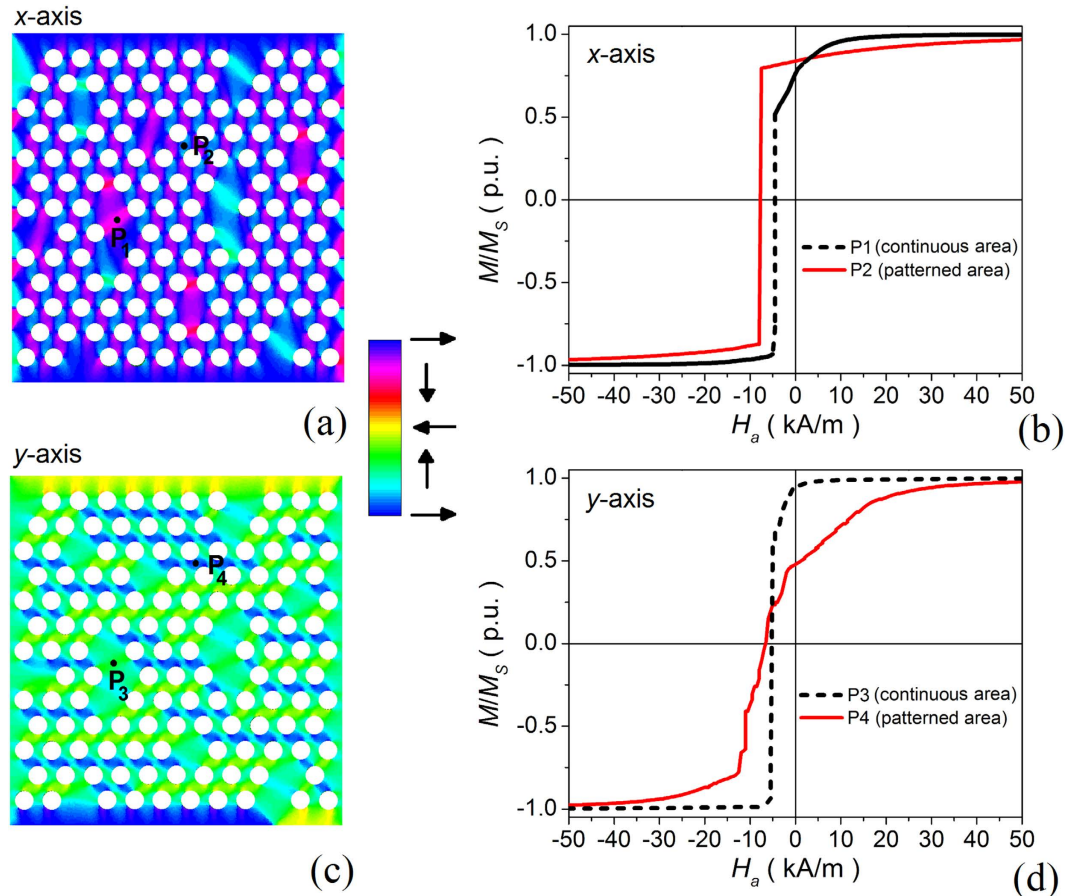 x-axis
P2
P1
(a)
1.0
0.5
0.0
-0.5
-1.0
M/MS ( p.u. )
x-axis
P1 (continuous area)
P2 (patterned area)
-50 -40 -30 -20 -10 0 10 20 30 40 50
Ha ( kA/m )
(b)
y-axis
P4
P3
(c)
1.0
0.5
0.0
-0.5
-1.0
M/MS ( p.u. )
y-axis
P3 (continuous area)
P4 (patterned area)
-50 -40 -30 -20 -10 0 10 20 30 40 50
Ha ( kA/m )
(d)